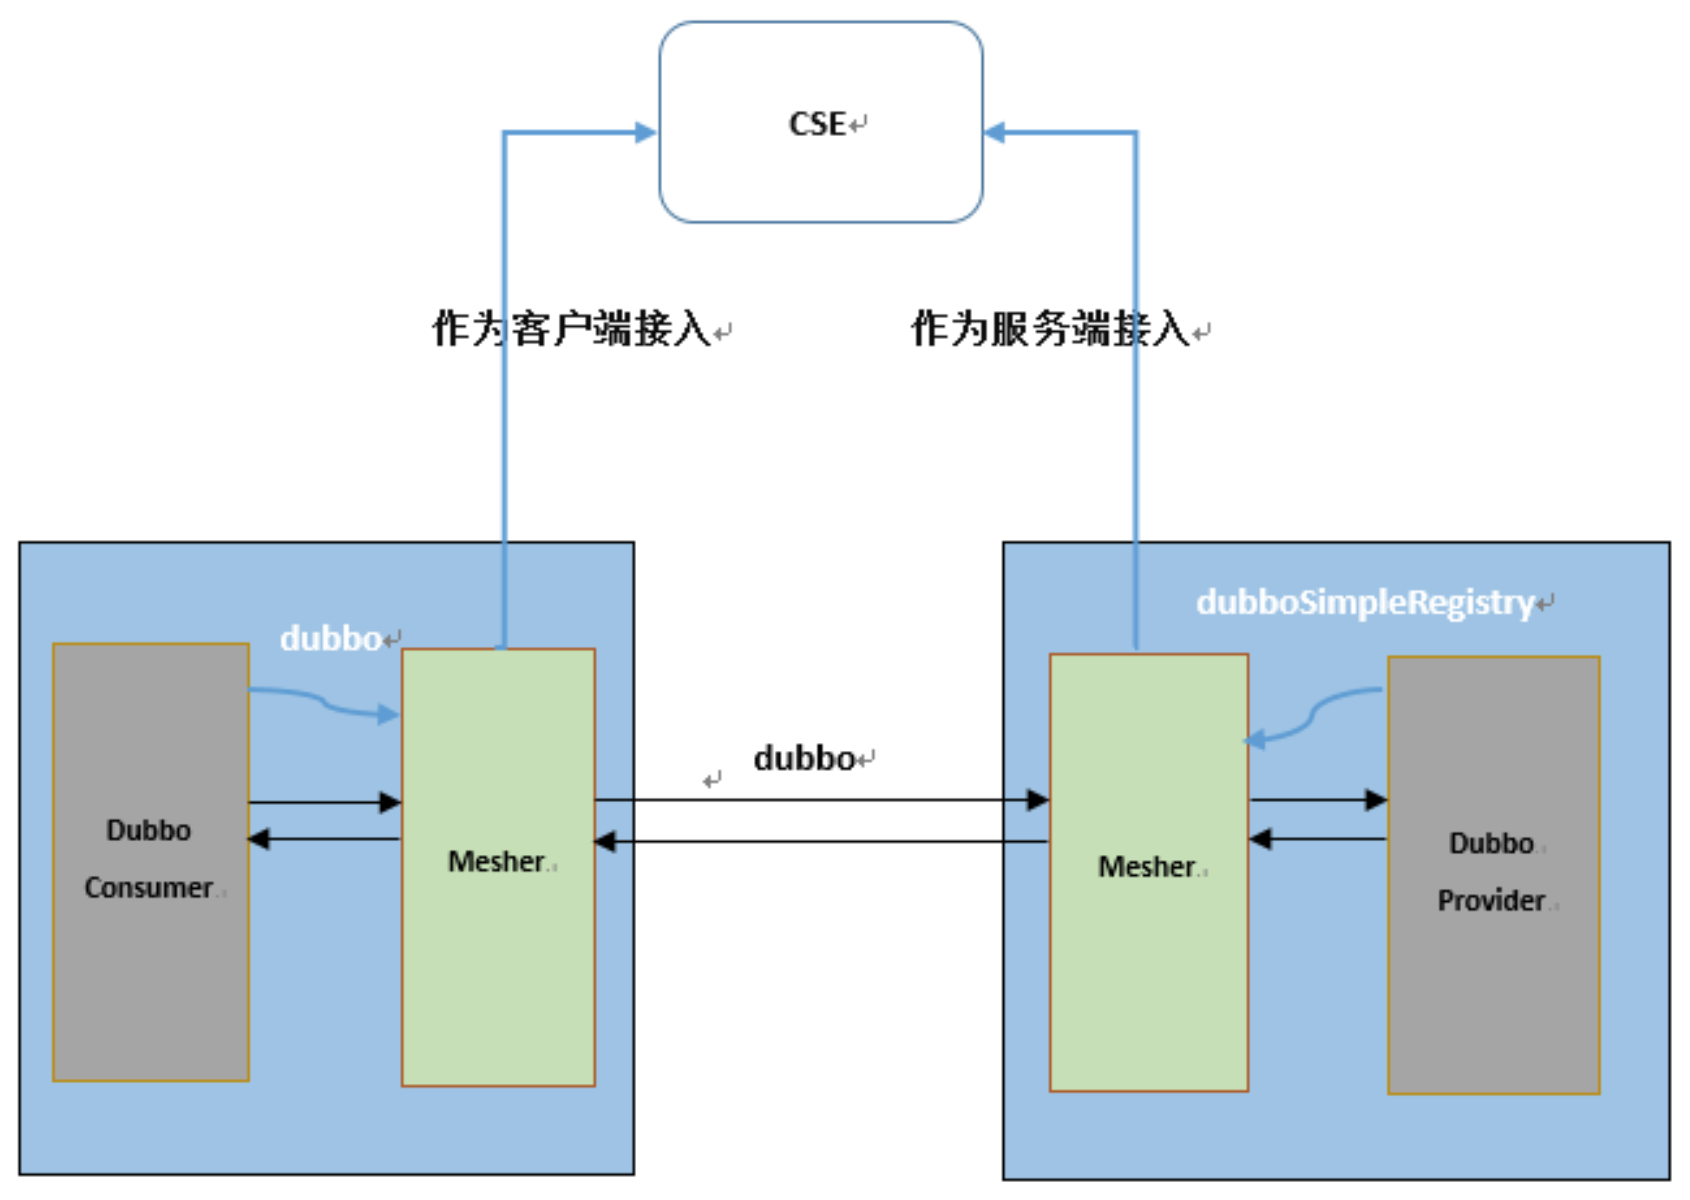 CSE
作为客户端接入
作为服务端接入
dubboSimpleRegistry
dubbo
dubbo
Dubbo
Consumer
Mesher
Mesher
Dubbo
Provider